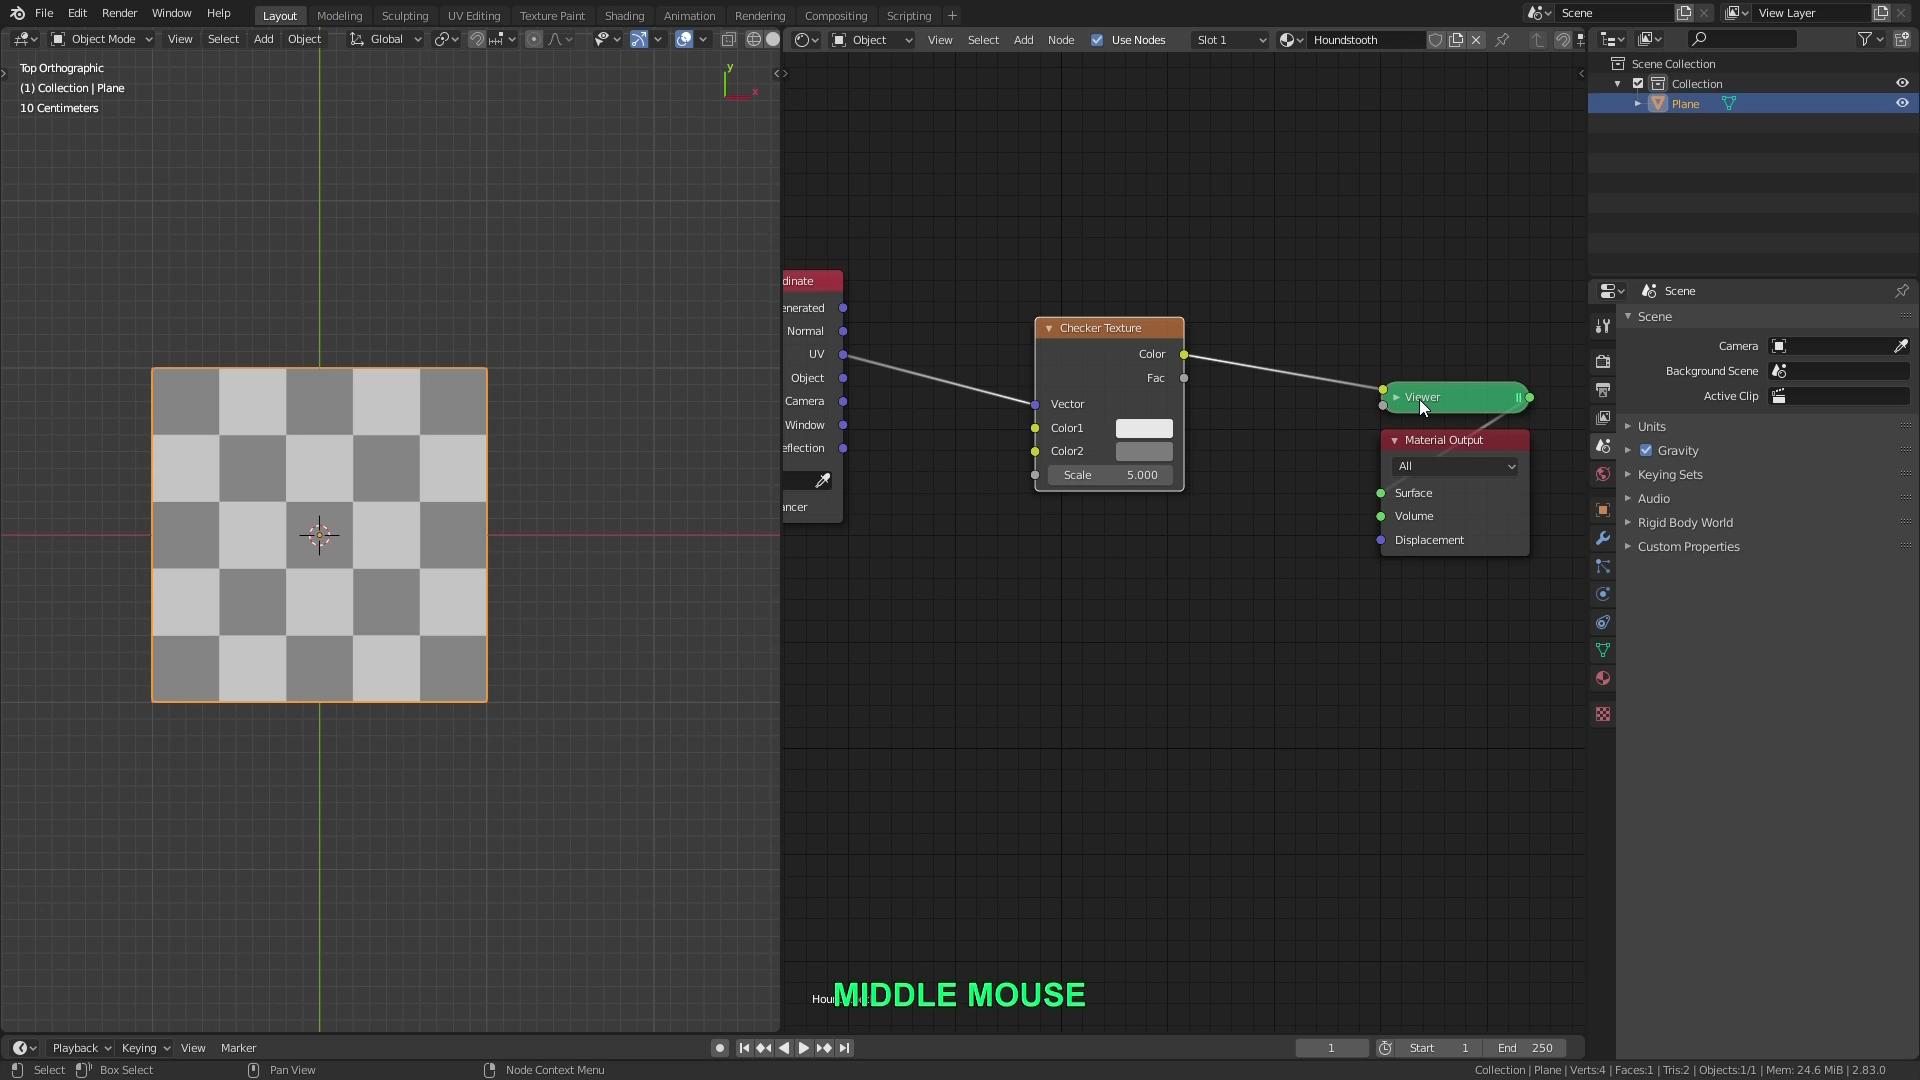 File Edit Render Window Help Layout Modeling Sculpting UV Editing Texture Paint Shading Animation Rendering Compositing Scripting + Scene View Layer
Object Mode View Select Add Object Global Object View Select Add Node Use Nodes Slot 1 Houndstooth
Top Orthographic
(1) Collection | Plane
10 Centimeters
y
x
Scene Collection
Collection
Plane
dinate
enerated
Normal
UV
Object
Camera
Window
eflection
ancer
Checker Texture
Color
Fac
Vector
Color1
Color2
Scale 5.000
Viewer
Material Output
All
Surface
Volume
Displacement
Scene
Scene
Camera
Background Scene
Active Clip
Units
Gravity
Keying Sets
Audio
Rigid Body World
Custom Properties
Hou
MIDDLE MOUSE
Playback Keying View Marker 1 Start 1 End 250
Select Box Select Pan View Node Context Menu Collection | Plane | Verts:4 | Faces:1 | Tris:2 | Objects:1/1 | Mem: 24.6 MiB | 2.83.0